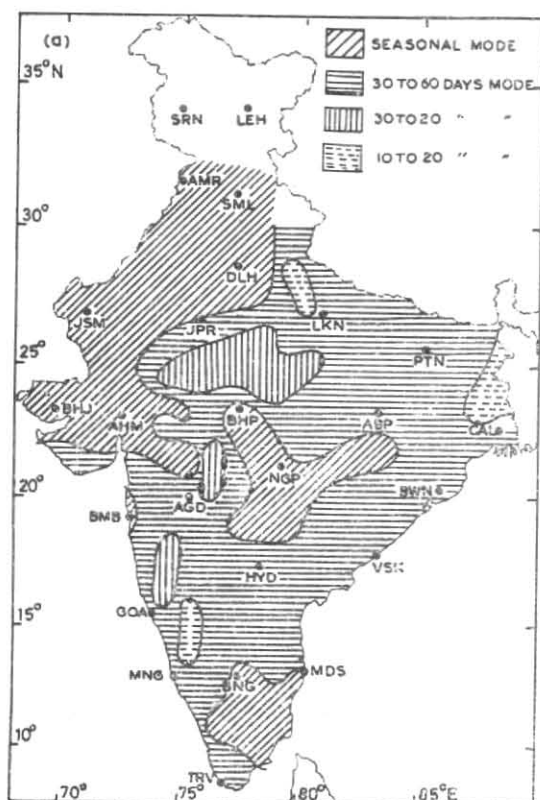 (a)
SEASONAL MODE
30 TO 60 DAYS MODE
30 TO 20 " "
10 TO 20 " "
35°N
30°
25°
20°
15°
10°
SRN LEH
AMR
SML
DLH
JSM
JPR LKN
PTN
BHJ
AHM BHP
CAL
NGP
AGD BWN
BMB
HYD VSK
GOA
MNG BNG MDS
TRV
70° 75° 80° 85°E